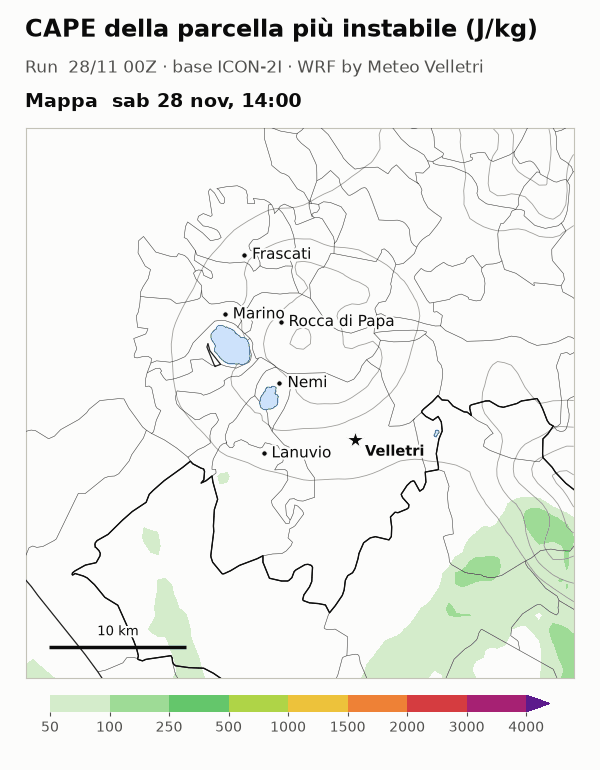 CAPE della parcella più instabile (J/kg)
Run  28/11 00Z · base ICON-2I · WRF by Meteo Velletri
Mappa  sab 28 nov, 14:00
Frascati
Marino
Rocca di Papa
Nemi
Velletri
Lanuvio
10 km
50 100 250 500 1000 1500 2000 3000 4000